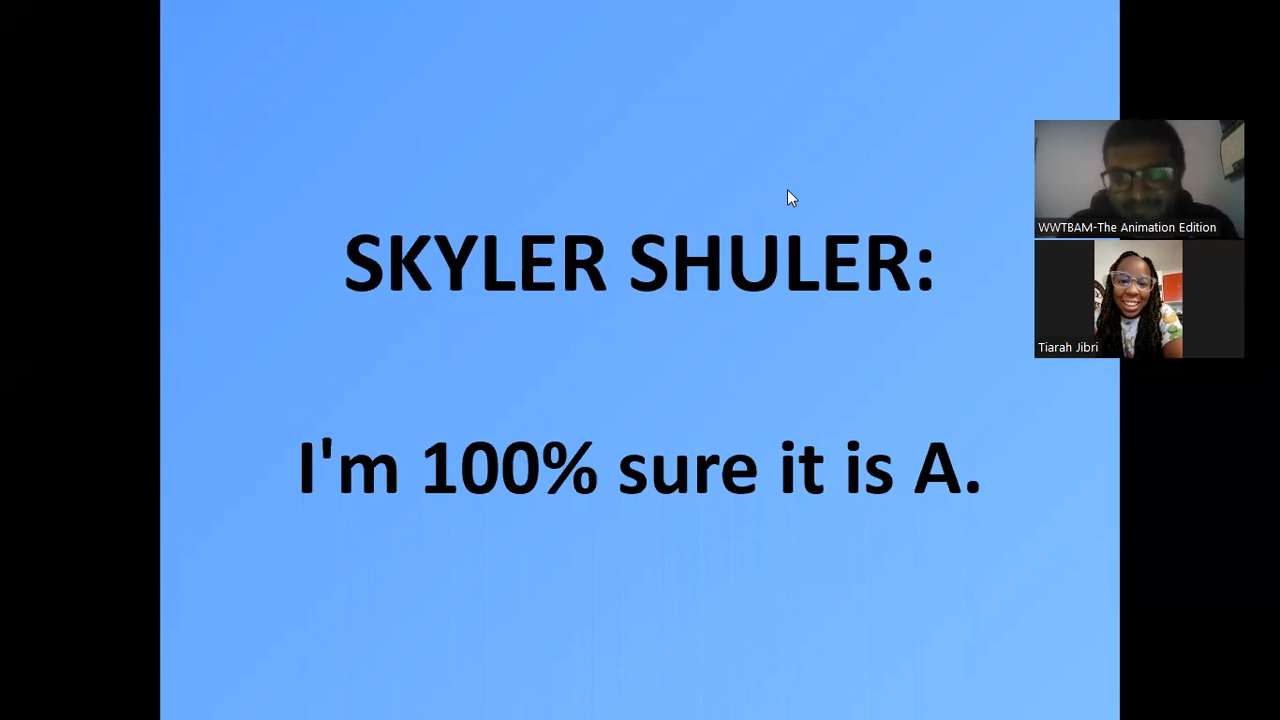 SKYLER SHULER:
I'm 100% sure it is A.
WWTBAM-The Animation Edition
Tiarah Jibri